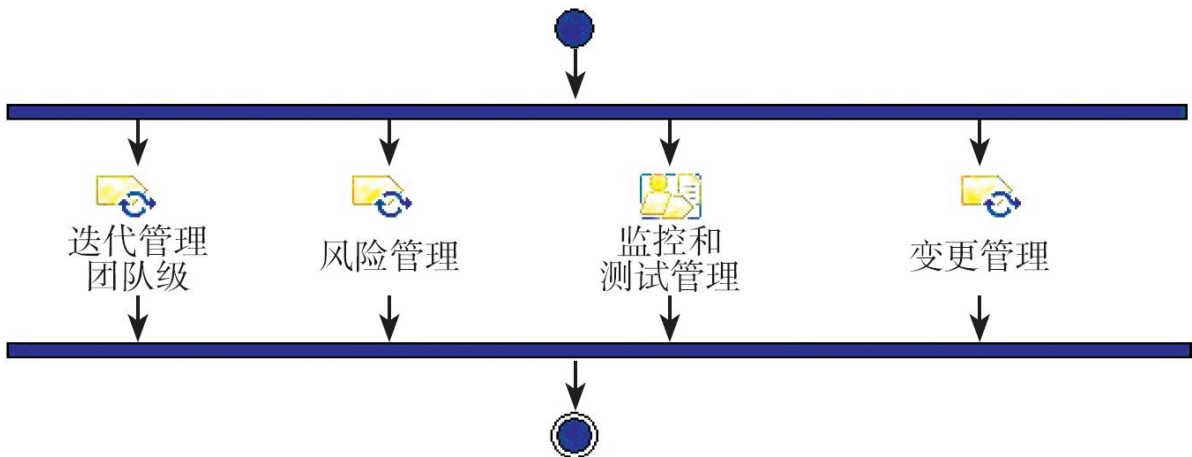 迭代管理
团队级
风险管理
监控和
测试管理
变更管理